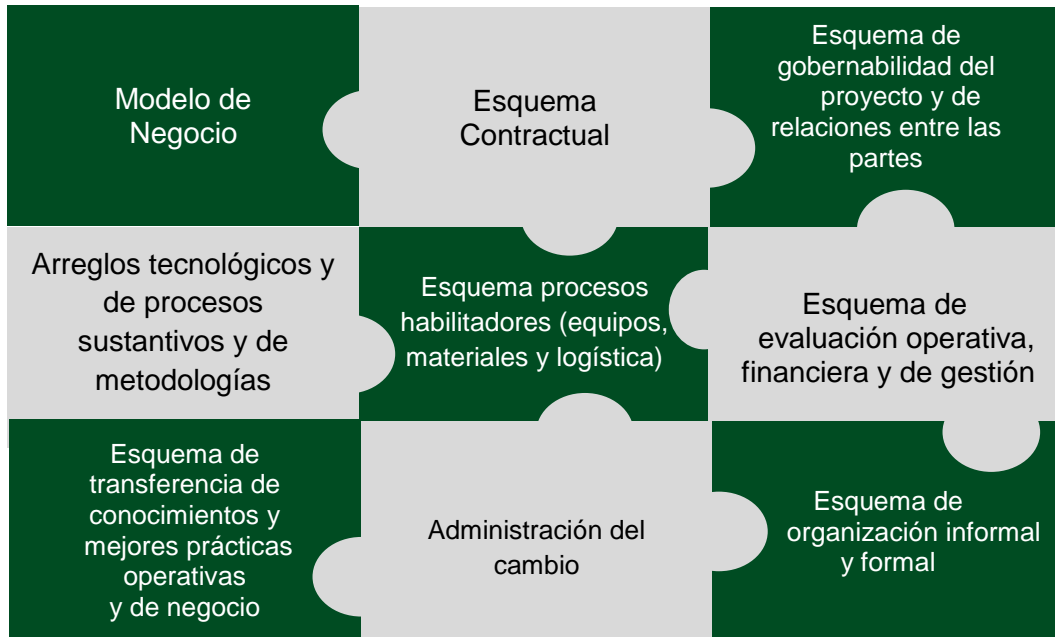 Modelo de
Negocio
Esquema
Contractual
Esquema de
gobernabilidad del
proyecto y de
relaciones entre las
partes
Arreglos tecnológicos y
de procesos
sustantivos y de
metodologías
Esquema procesos
habilitadores (equipos,
materiales y logística)
Esquema de
evaluación operativa,
financiera y de gestión
Esquema de
transferencia de
conocimientos y
mejores prácticas
operativas
y de negocio
Administración del
cambio
Esquema de
organización informal
y formal